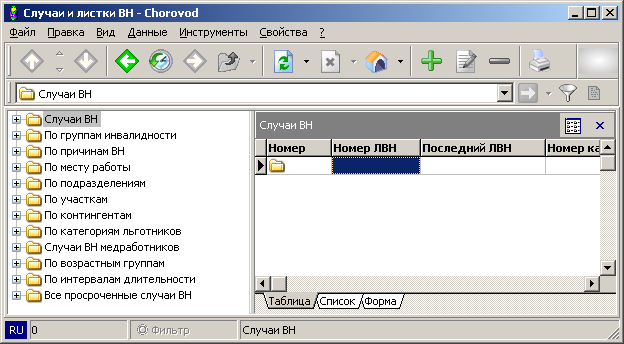 Случаи и листки ВН - Chorovod
Файл Правка Вид Данные Инструменты Свойства ?
Случаи ВН
Случаи ВН
По группам инвалидности
По причинам ВН
По месту работы
По подразделениям
По участкам
По контингентам
По категориям льготников
Случаи ВН медработников
По возрастным группам
По интервалам длительности
Все просроченные случаи ВН
Случаи ВН
Номер Номер ЛВН Последний ЛВН Номер ка
Таблица Список Форма
RU 0 Фильтр Случаи ВН